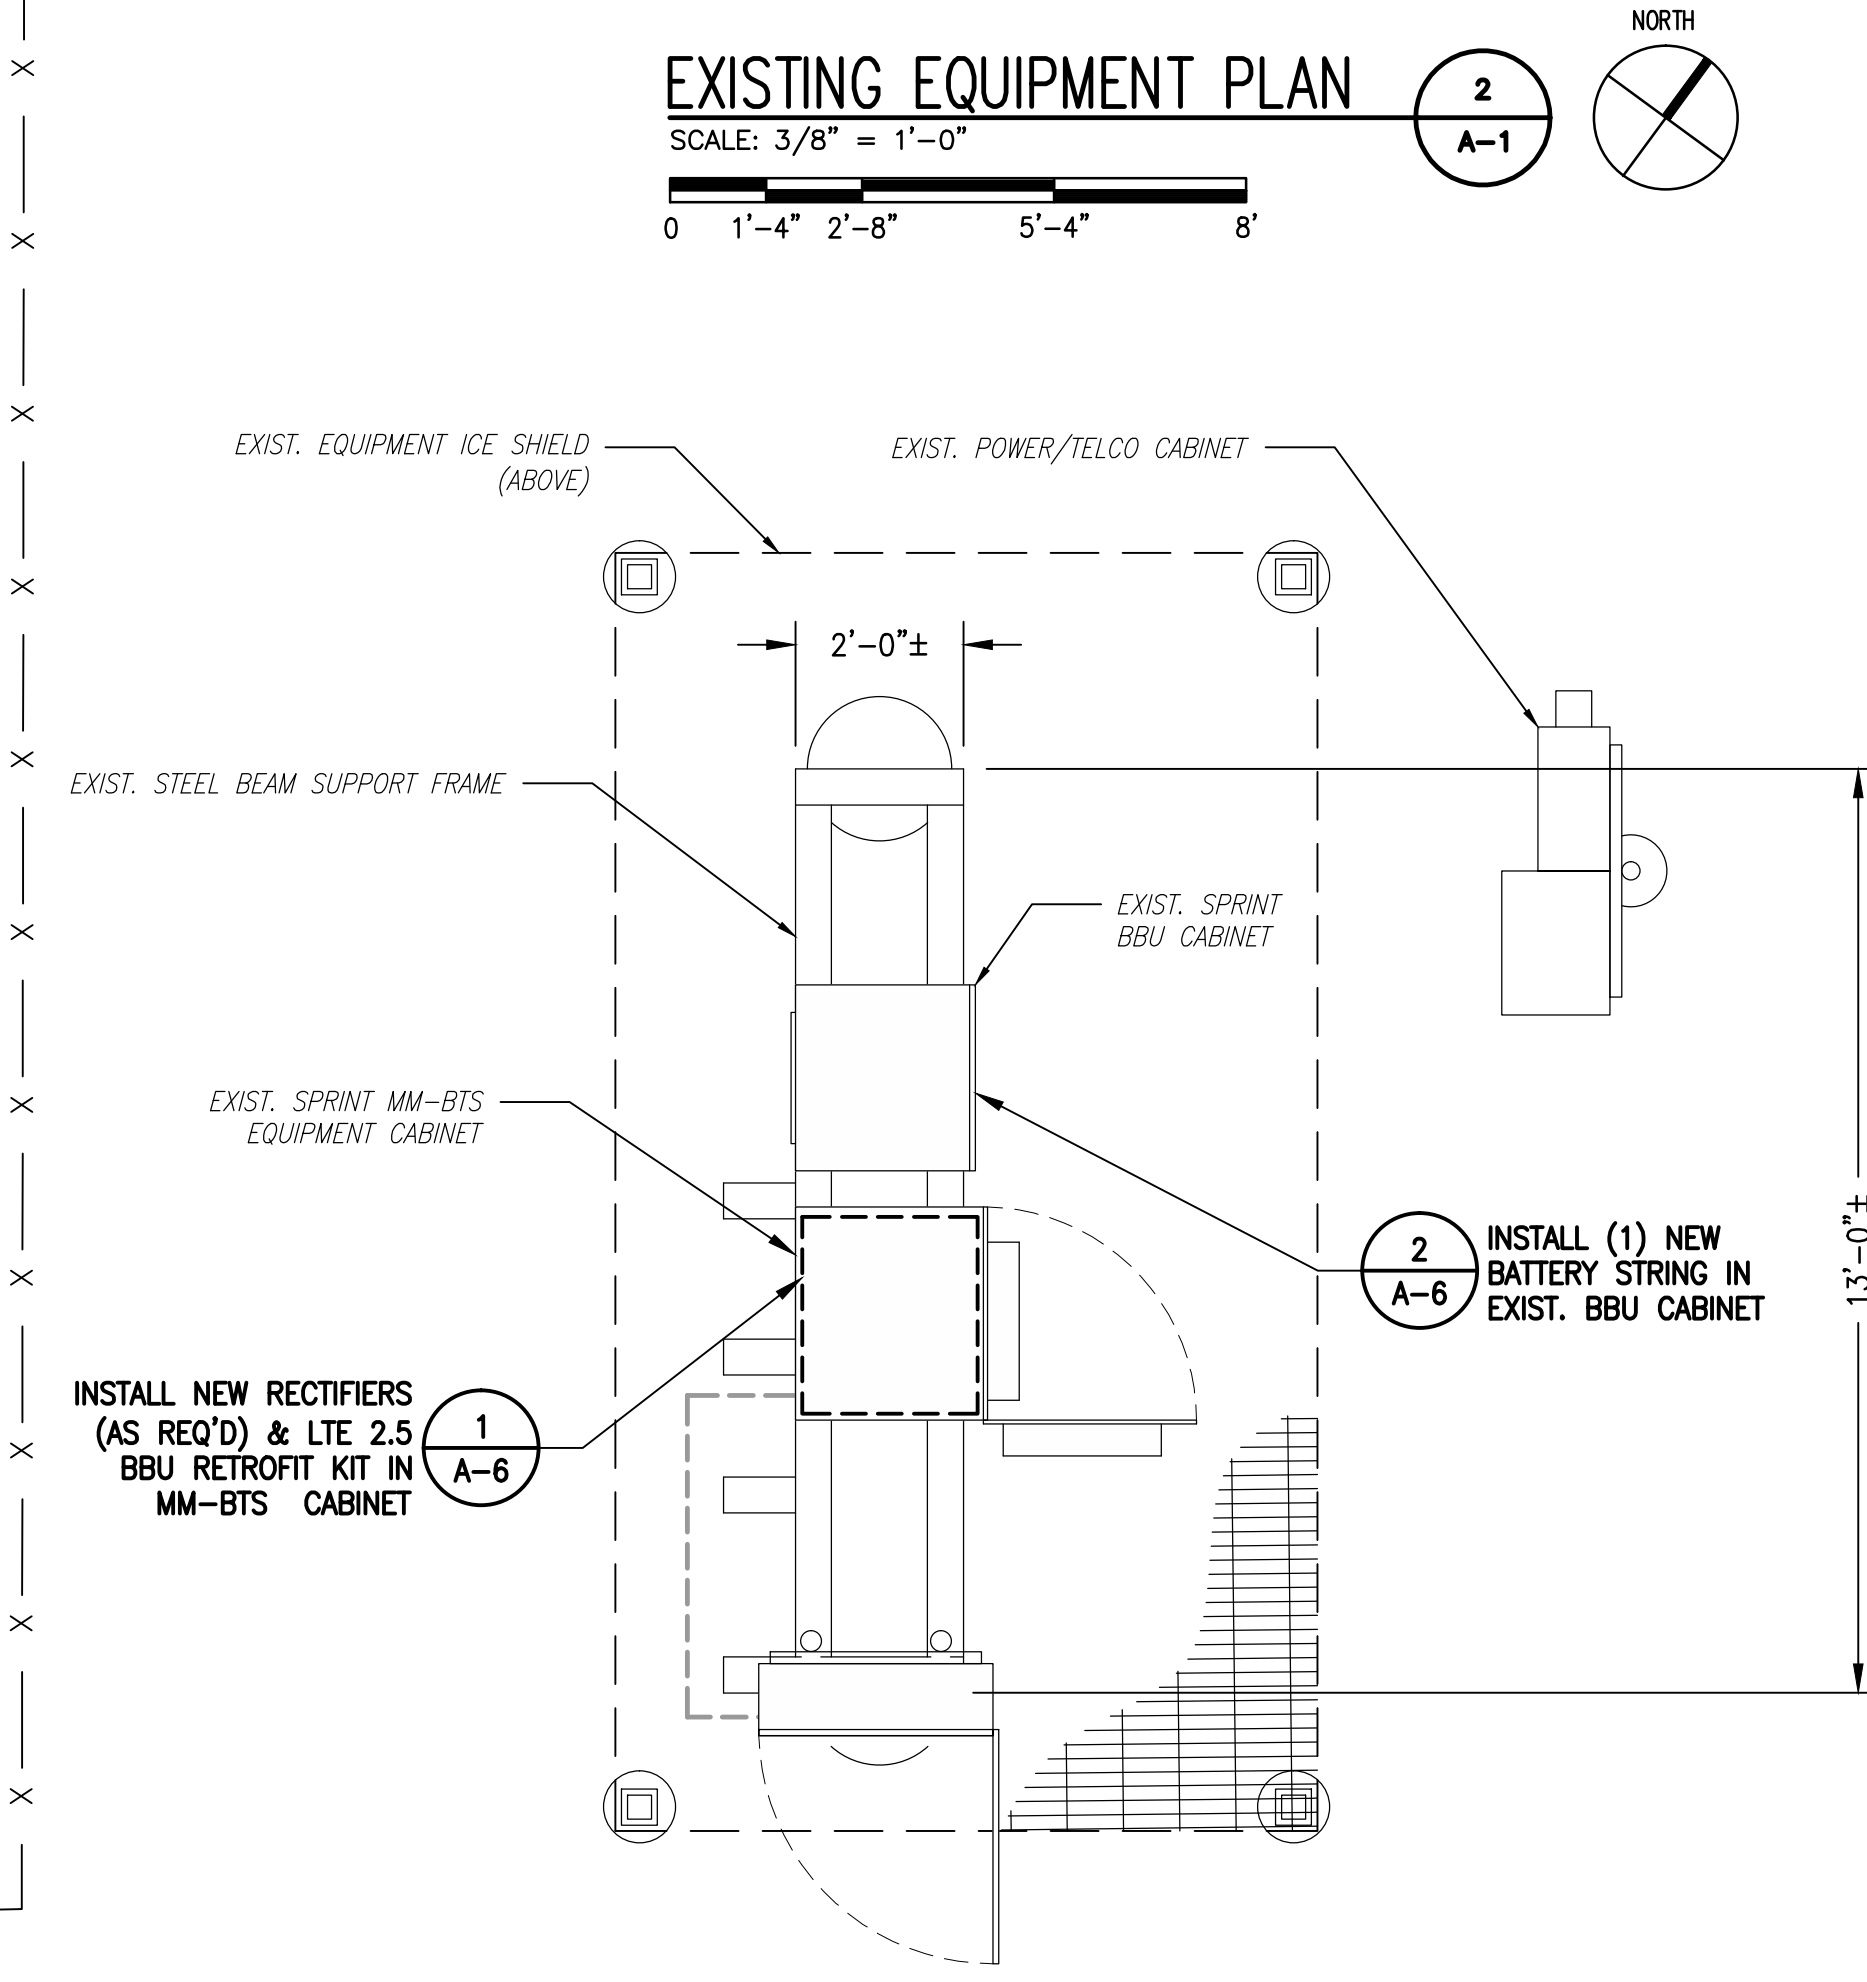 NORTH
EXISTING EQUIPMENT PLAN
2
A-1
SCALE: 3/8" = 1'-0"
0 1'-4" 2'-8" 5'-4" 8'
EXIST. EQUIPMENT ICE SHIELD
(ABOVE)
EXIST. POWER/TELCO CABINET
2'-0"±
EXIST. STEEL BEAM SUPPORT FRAME
EXIST. SPRINT
BBU CABINET
EXIST. SPRINT MM-BTS
EQUIPMENT CABINET
2
A-6
INSTALL (1) NEW
BATTERY STRING IN
EXIST. BBU CABINET
13'-0"±
INSTALL NEW RECTIFIERS
(AS REQ'D) & LTE 2.5
BBU RETROFIT KIT IN
MM-BTS CABINET
1
A-6